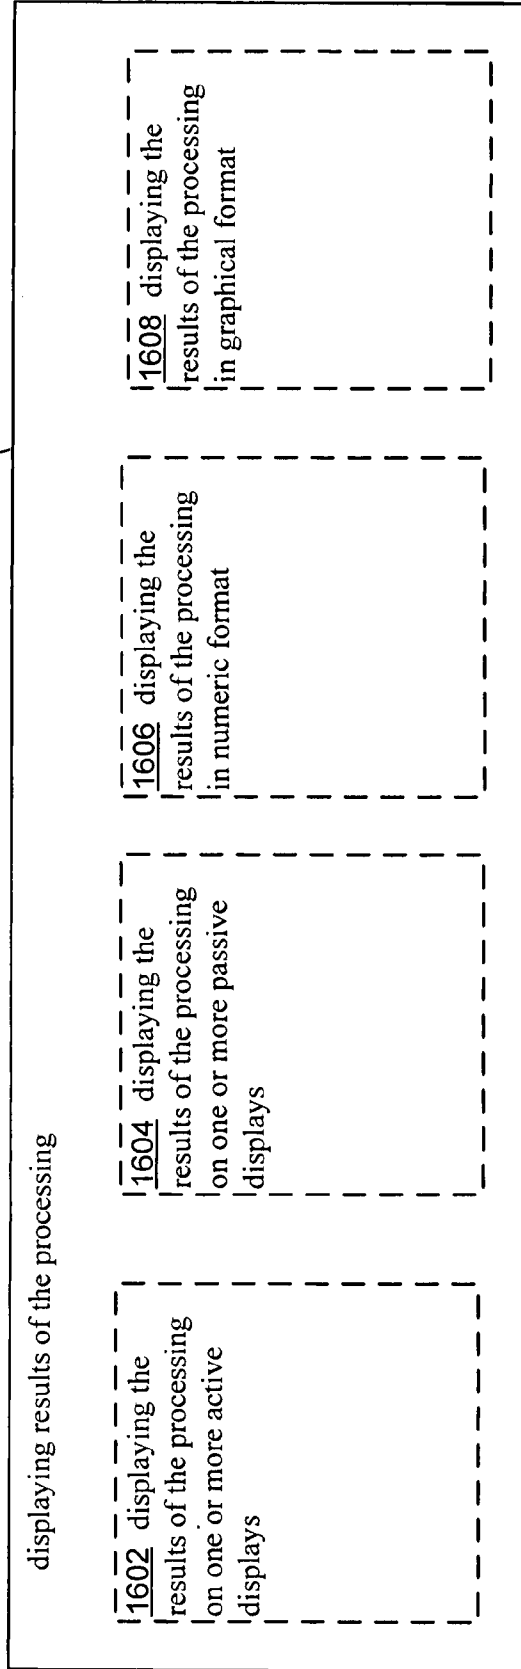 displaying results of the processing
1602 displaying the
results of the processing
on one or more active
displays
1604 displaying the
results of the processing
on one or more passive
displays
1606 displaying the
results of the processing
in numeric format
1608 displaying the
results of the processing
in graphical format